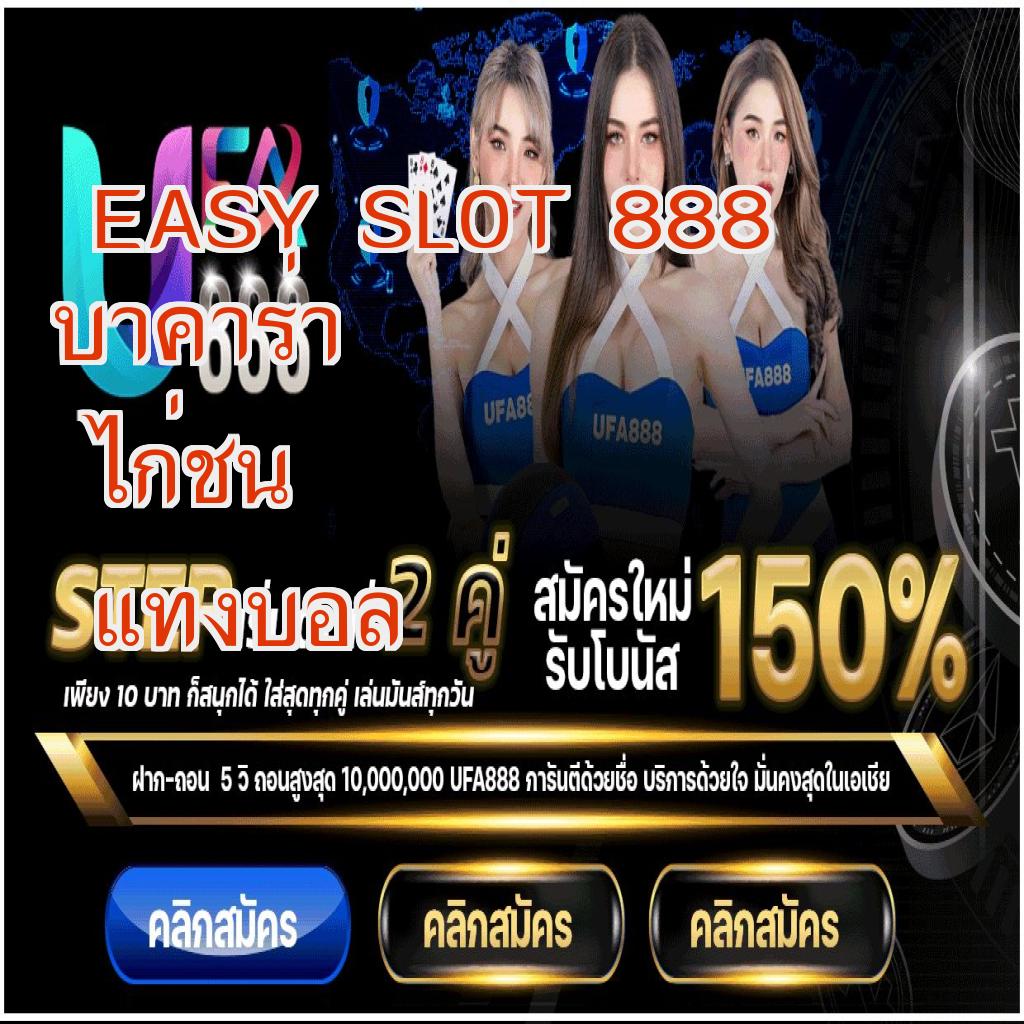 UFA
888
EASY SLOT 888
บาคาร่า
ไก่ชน
UFA888
UFA888
UFA888
STEP 2 คู่
แทงบอล
เพียง 10 บาท ก็สนุกได้ ใส่สุดทุกคู่ เล่นมันส์ทุกวัน
สมัครใหม่
รับโบนัส
150%
ฝาก-ถอน 5 วิ ถอนสูงสุด 10,000,000 UFA888 การันตีด้วยชื่อ บริการด้วยใจ มั่นคงสุดในเอเชีย
คลิกสมัคร
คลิกสมัคร
คลิกสมัคร